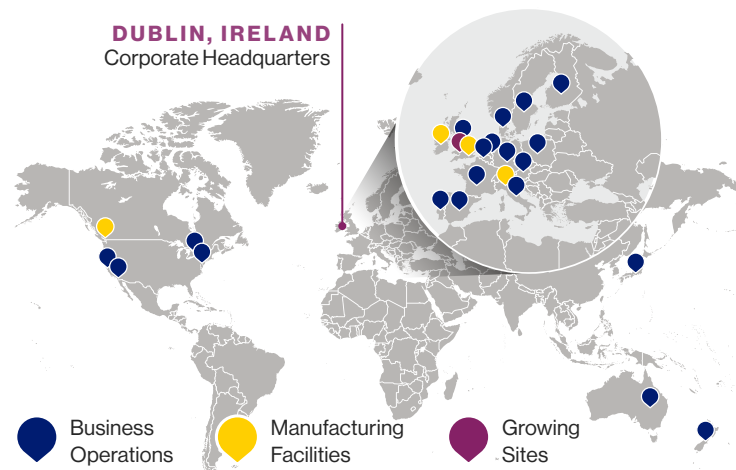 DUBLIN, IRELAND
Corporate Headquarters
Business
Operations
Manufacturing
Facilities
Growing
Sites